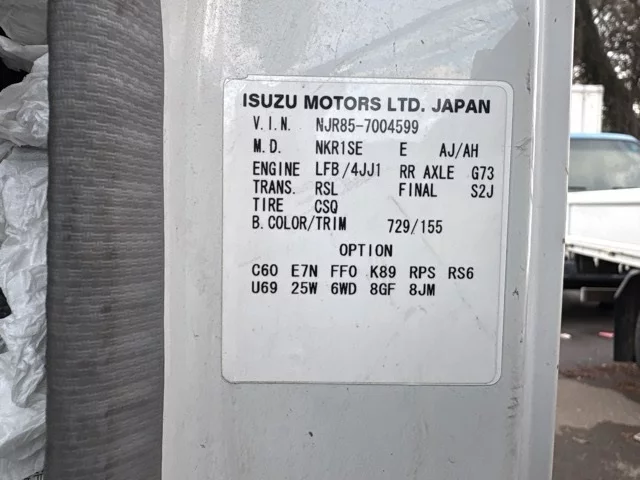 ISUZU MOTORS LTD. JAPAN
V.I.N. NJR85-7004599
M.D. NKR1SE E AJ/AH
ENGINE LFB/4JJ1 RR AXLE G73
TRANS. RSL FINAL S2J
TIRE CSQ
B.COLOR/TRIM 729/155
OPTION
C60 E7N FF0 K89 RPS RS6
U69 25W 6WD 8GF 8JM